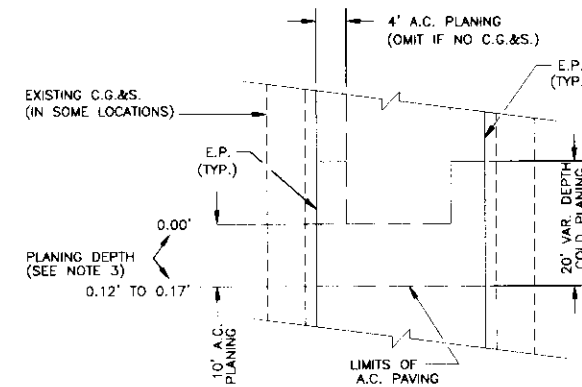 4' A.C. PLANING
(OMIT IF NO C.G.&S.)
E.P.
(TYP.)
EXISTING C.G.&S.
(IN SOME LOCATIONS)
E.P.
(TYP.)
0.00'
PLANING DEPTH
(SEE NOTE 3)
0.12' TO 0.17'
10' A.C.
PLANING
LIMITS OF
A.C. PAVING
20' VAR. DEPTH
COLD PLANING